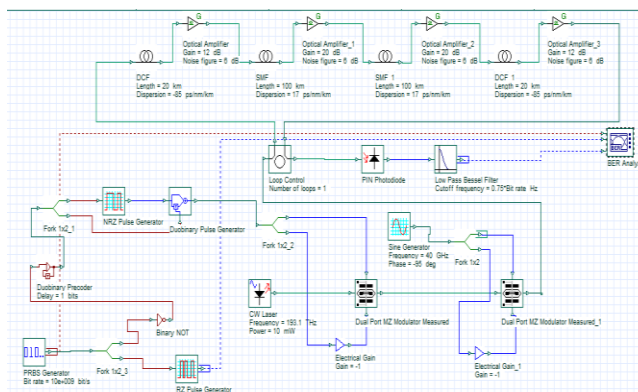 G
G
G
G
Optical Amplifier
Gain = 12 dB
Noise figure = 6 dB
Optical Amplifier_1
Gain = 20 dB
Noise figure = 6 dB
Optical Amplifier_2
Gain = 20 dB
Noise figure = 6 dB
Optical Amplifier_3
Gain = 12 dB
Noise figure = 6 dB
DCF
Length = 20 km
Dispersion = -85 ps/nm/km
SMF
Length = 100 km
Dispersion = 17 ps/nm/km
SMF 1
Length = 100 km
Dispersion = 17 ps/nm/km
DCF 1
Length = 20 km
Dispersion = -85 ps/nm/km
BER
BER Analy
Loop Control
Number of loops = 1
PIN Photodiode
Low Pass Bessel Filter
Cutoff frequency = 0.75*Bit rate Hz
Fork 1x2_1
NRZ Pulse Generator
Duobinary Pulse Generator
Fork 1x2_2
Sine Generator
Frequency = 40 GHz
Phase = -95 deg
Fork 1x2
Duobinary Precoder
Delay = 1 bits
Binary NOT
CW Laser
Frequency = 193.1 THz
Power = 10 mW
Dual Port MZ Modulator Measured
Dual Port MZ Modulator Measured_1
Electrical Gain
Gain = -1
Electrical Gain_1
Gain = -1
PRBS Generator
Bit rate = 10e+009 bit/s
Fork 1x2_3
RZ Pulse Generator